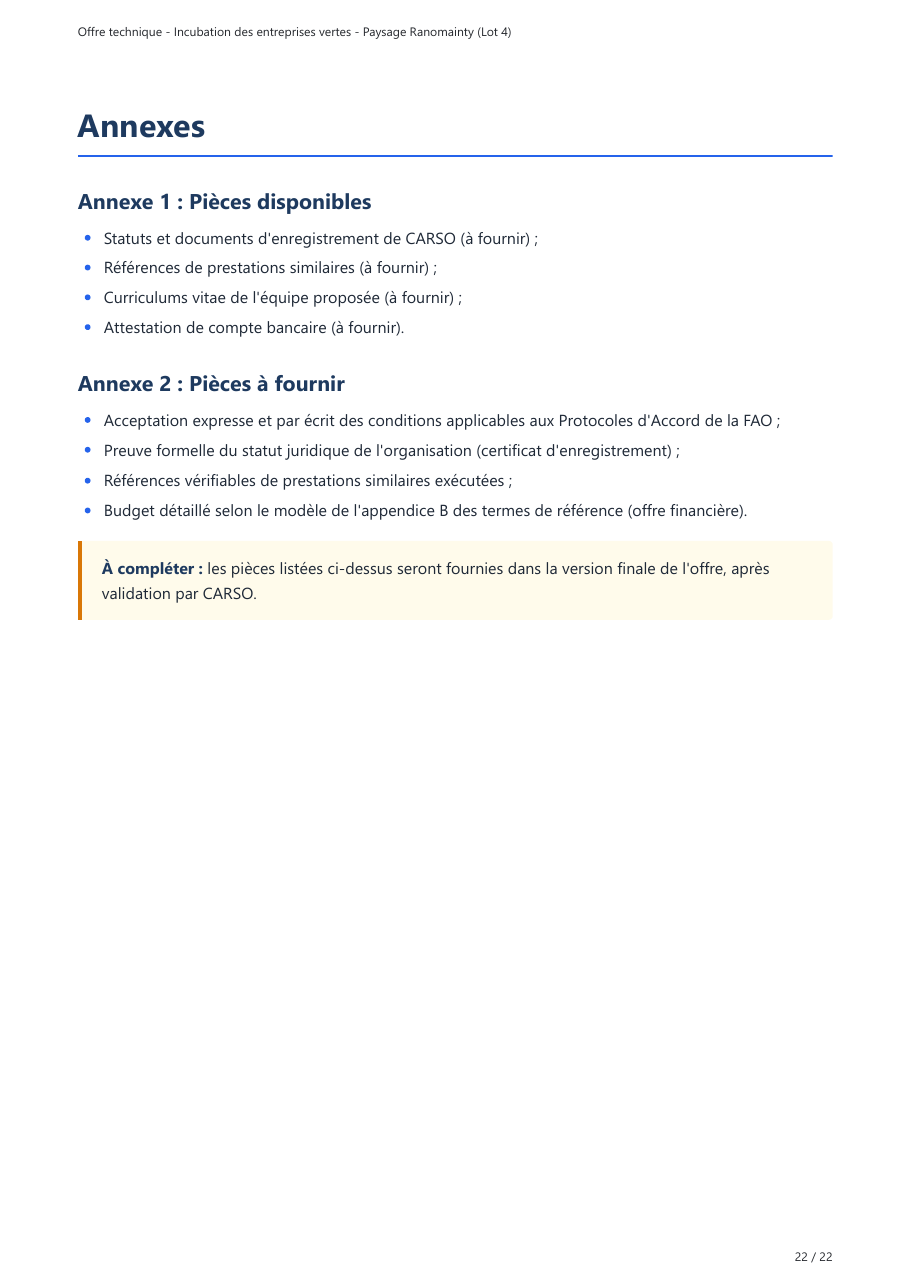 Offre technique - Incubation des entreprises vertes - Paysage Ranomainty (Lot 4)
Annexes
Annexe 1 : Pièces disponibles
• Statuts et documents d'enregistrement de CARSO (à fournir) ;
• Références de prestations similaires (à fournir) ;
• Curriculums vitae de l'équipe proposée (à fournir) ;
• Attestation de compte bancaire (à fournir).
Annexe 2 : Pièces à fournir
• Acceptation expresse et par écrit des conditions applicables aux Protocoles d'Accord de la FAO ;
• Preuve formelle du statut juridique de l'organisation (certificat d'enregistrement) ;
• Références vérifiables de prestations similaires exécutées ;
• Budget détaillé selon le modèle de l'appendice B des termes de référence (offre financière).
À compléter : les pièces listées ci-dessus seront fournies dans la version finale de l'offre, après
validation par CARSO.
22 / 22